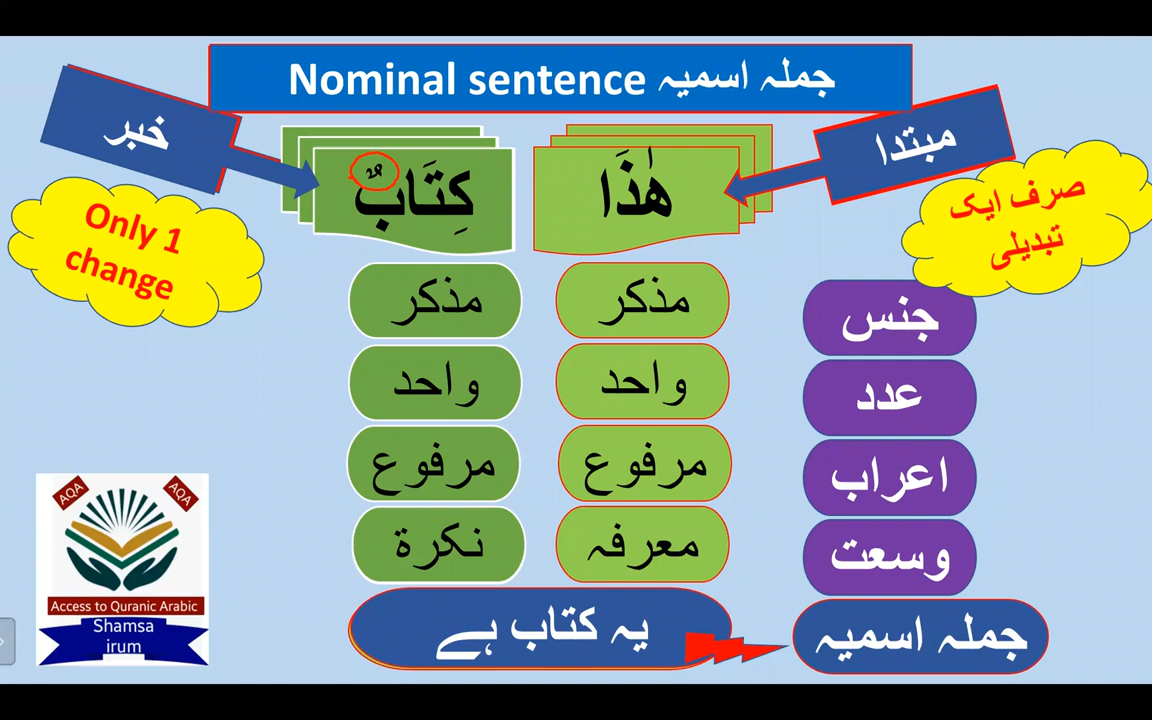 Nominal sentence جملہ اسمیہ
مبتدا
خبر
هٰذَا
كِتَابٌ
صرف ایک
تبدیلی
Only 1
change
جنس
مذکر
مذکر
عدد
واحد
واحد
اعراب
مرفوع
مرفوع
وسعت
معرفہ
نکرۃ
جملہ اسمیہ
یہ کتاب ہے
AQA
AQA
Access to Quranic Arabic
Shamsa
irum